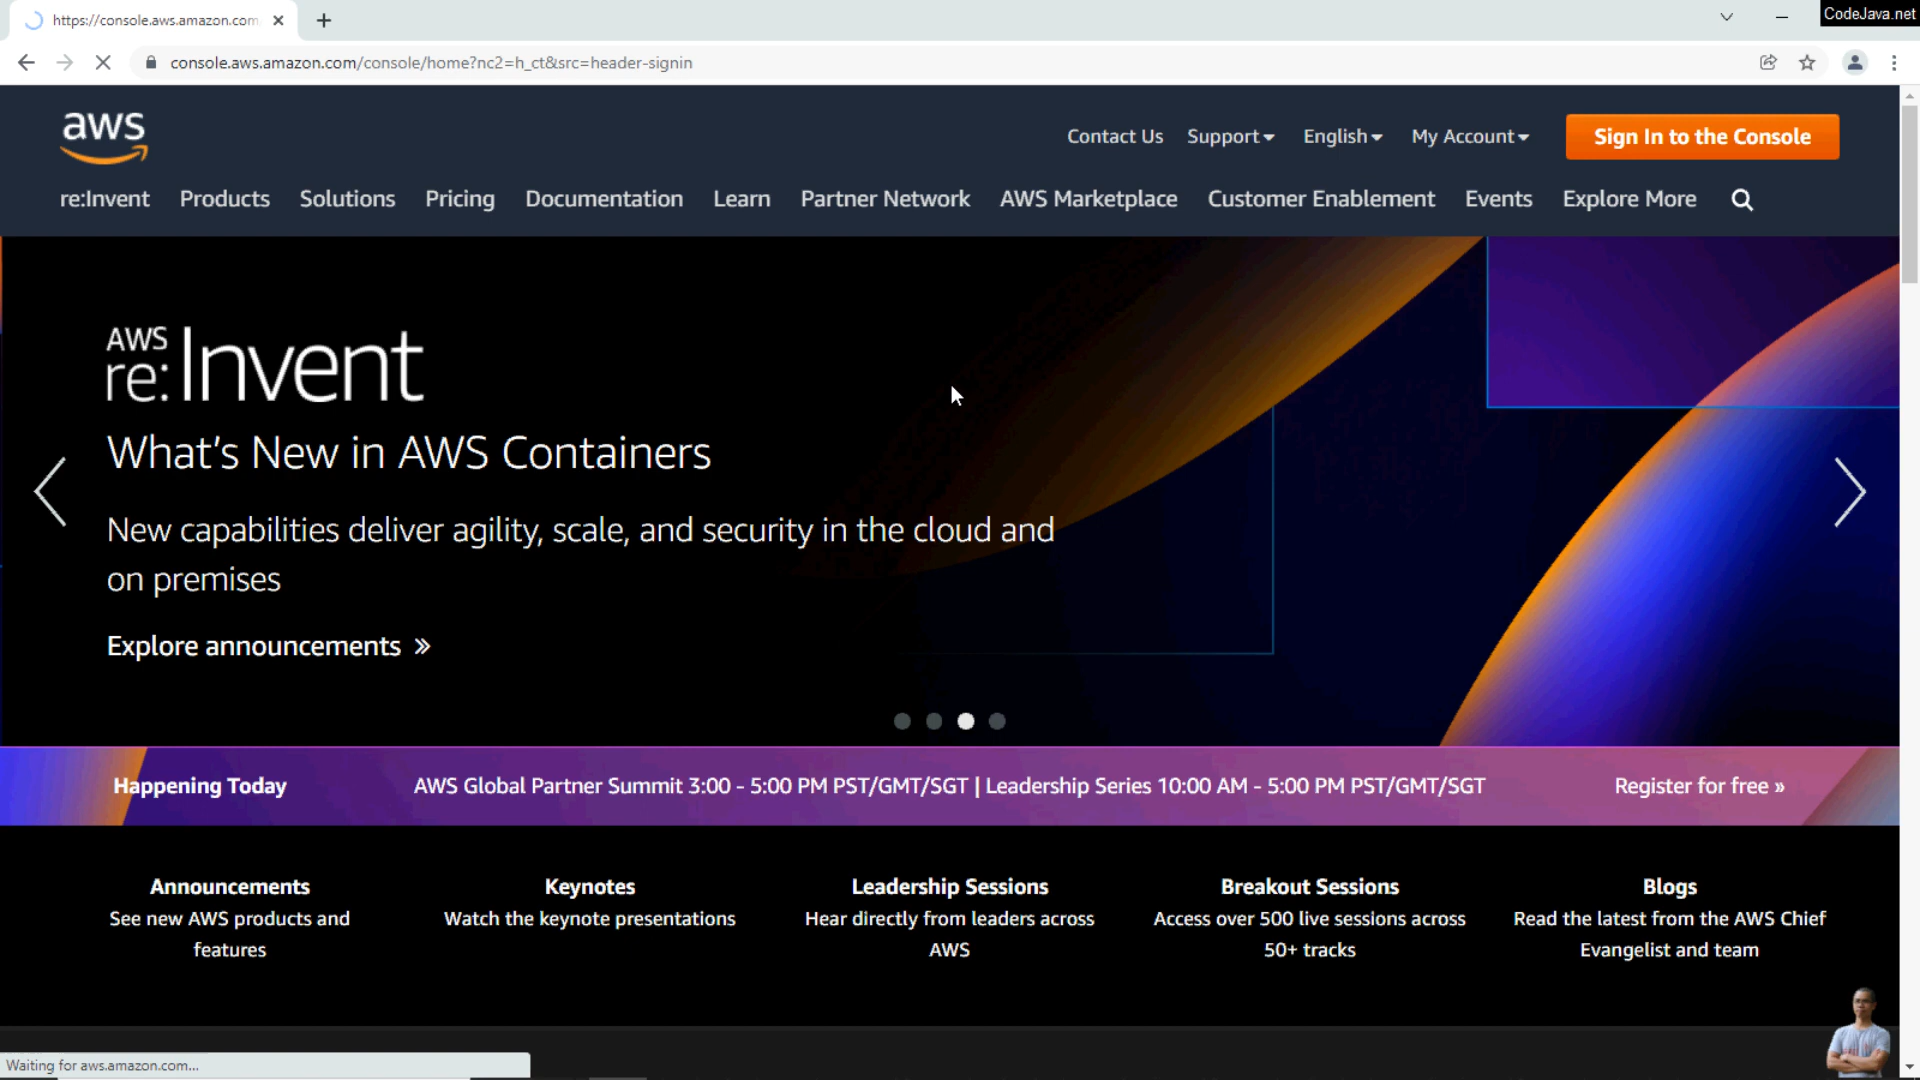 https://console.aws.amazon.com
CodeJava.net
console.aws.amazon.com/console/home?nc2=h_ct&src=header-signin
aws
Contact Us Support English My Account Sign In to the Console
re:Invent Products Solutions Pricing Documentation Learn Partner Network AWS Marketplace Customer Enablement Events Explore More
AWS
re:Invent
What's New in AWS Containers
New capabilities deliver agility, scale, and security in the cloud and
on premises
Explore announcements »
Happening Today AWS Global Partner Summit 3:00 - 5:00 PM PST/GMT/SGT | Leadership Series 10:00 AM - 5:00 PM PST/GMT/SGT Register for free »
Announcements
See new AWS products and
features
Keynotes
Watch the keynote presentations
Leadership Sessions
Hear directly from leaders across
AWS
Breakout Sessions
Access over 500 live sessions across
50+ tracks
Blogs
Read the latest from the AWS Chief
Evangelist and team
Waiting for aws.amazon.com...